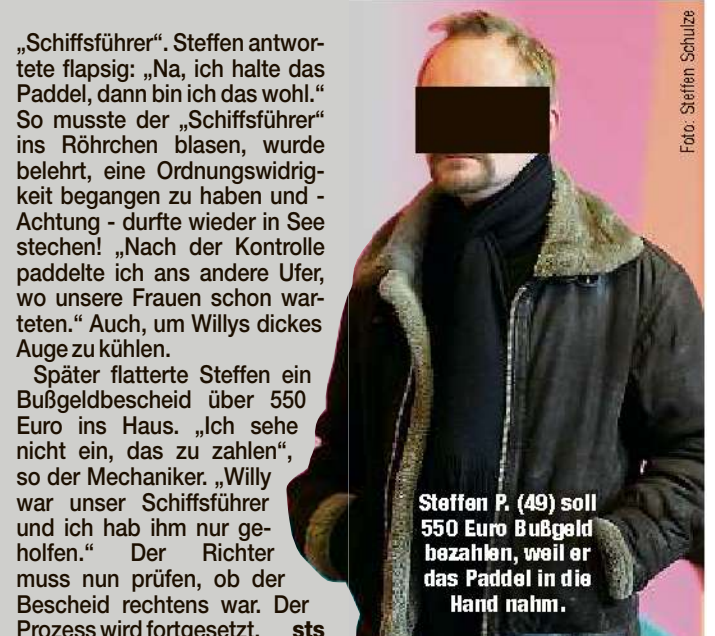 „Schiffsführer“. Steffen antwor-
tete flapsig: „Na, ich halte das
Paddel, dann bin ich das wohl.“
So musste der „Schiffsführer“
ins Röhrchen blasen, wurde
belehrt, eine Ordnungswidrig-
keit begangen zu haben und -
Achtung - durfte wieder in See
stechen! „Nach der Kontrolle
paddelte ich ans andere Ufer,
wo unsere Frauen schon war-
teten.“ Auch, um Willys dickes
Auge zu kühlen.
Später flatterte Steffen ein
Bußgeldbescheid über 550
Euro ins Haus. „Ich sehe
nicht ein, das zu zahlen“,
so der Mechaniker. „Willy
war unser Schiffsführer
und ich hab ihm nur ge-
holfen.“ Der Richter
muss nun prüfen, ob der
Bescheid rechtens war. Der
Prozess wird fortgesetzt. sts
Foto: Steffen Schulze
Steffen P. (49) soll
550 Euro Bußgeld
bezahlen, weil er
das Paddel in die
Hand nahm.